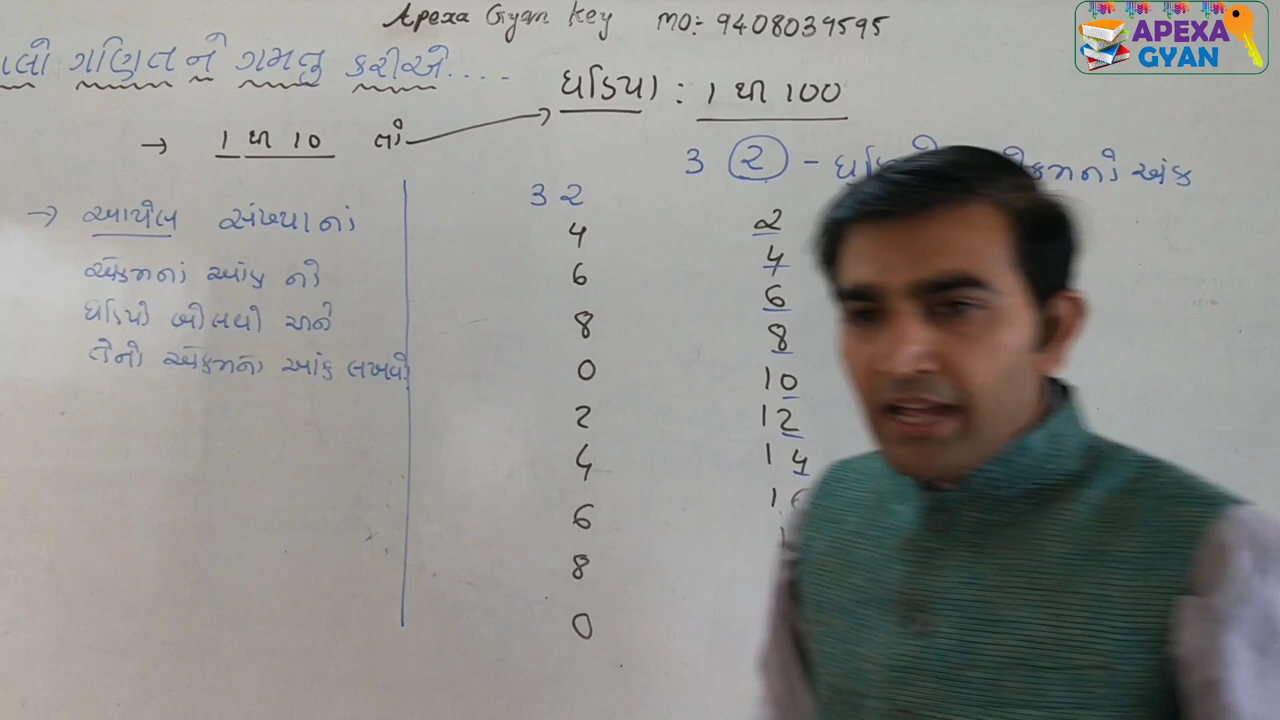 Apexa Gyan Key MO:- 9408039595
APEXA
GYAN
ગણિત ને ગમતુ કરીએ....
ઘડિયા : 1 થી 100
→ 1 થી 10 નો
3 2 - નો અંક
→ આપેલ સંખ્યાનાં
એકમનાં આંક નો
ઘડિયો બોલવો અને
તેનો એકમનો આંક લખવો
3 2
4
6
8
0
2
4
6
8
0
2
4
6
8
10
12
14